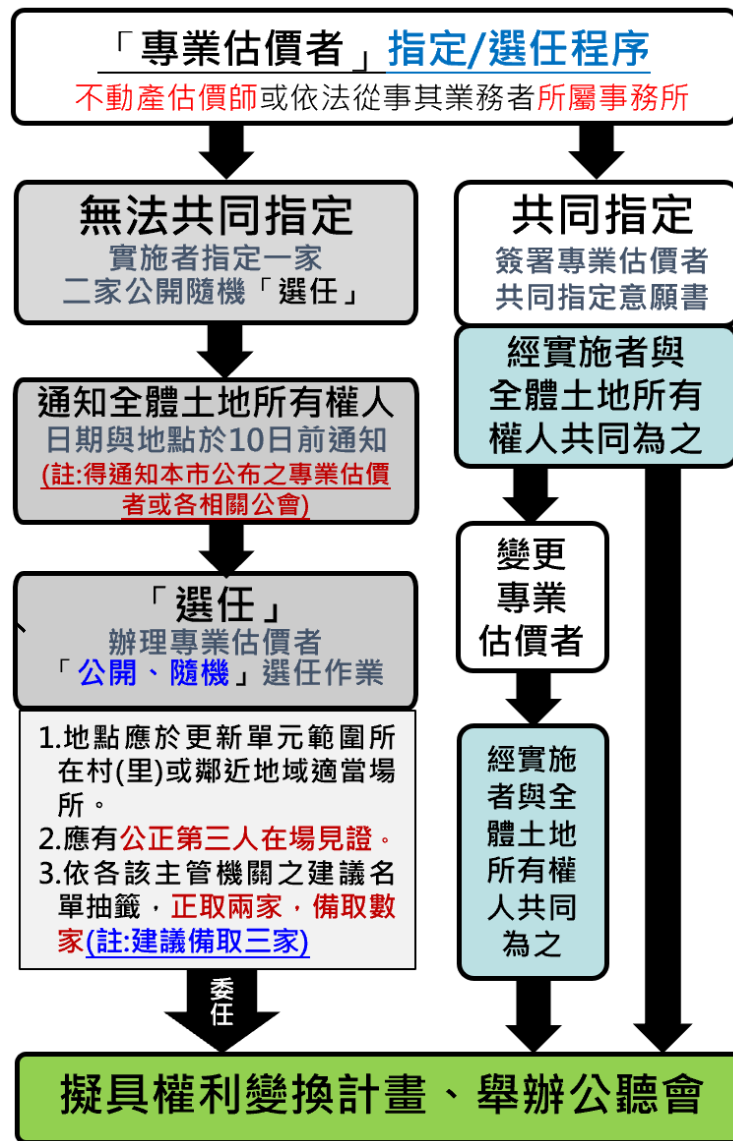 「專業估價者」指定/選任程序
不動產估價師或依法從事其業務者所屬事務所
無法共同指定
實施者指定一家
二家公開隨機「選任」
通知全體土地所有權人
日期與地點於10日前通知
(註:得通知本市公布之專業估價
者或各相關公會)
「選任」
辦理專業估價者
「公開、隨機」選任作業
1.地點應於更新單元範圍所
在村(里)或鄰近地域適當場
所。
2.應有公正第三人在場見證。
3.依各該主管機關之建議名
單抽籤，正取兩家，備取數
家(註:建議備取三家)
委
任
共同指定
簽署專業估價者
共同指定意願書
經實施者與
全體土地所有
權人共同為之
變更
專業
估價者
經實施
者與全
體土地
所有權
人共同
為之
擬具權利變換計畫、舉辦公聽會